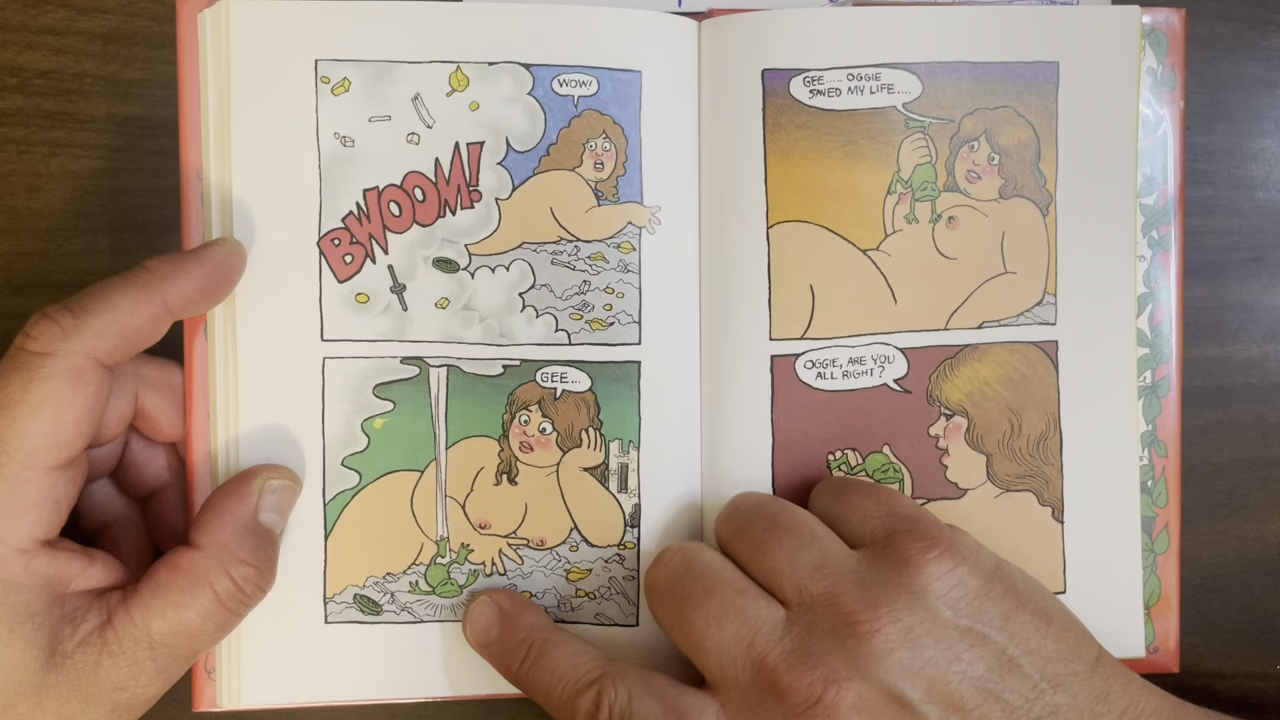 WOW!
BWOOM!
GEE...
GEE..... OGGIE
SAVED MY LIFE....
OGGIE, ARE YOU
ALL RIGHT?